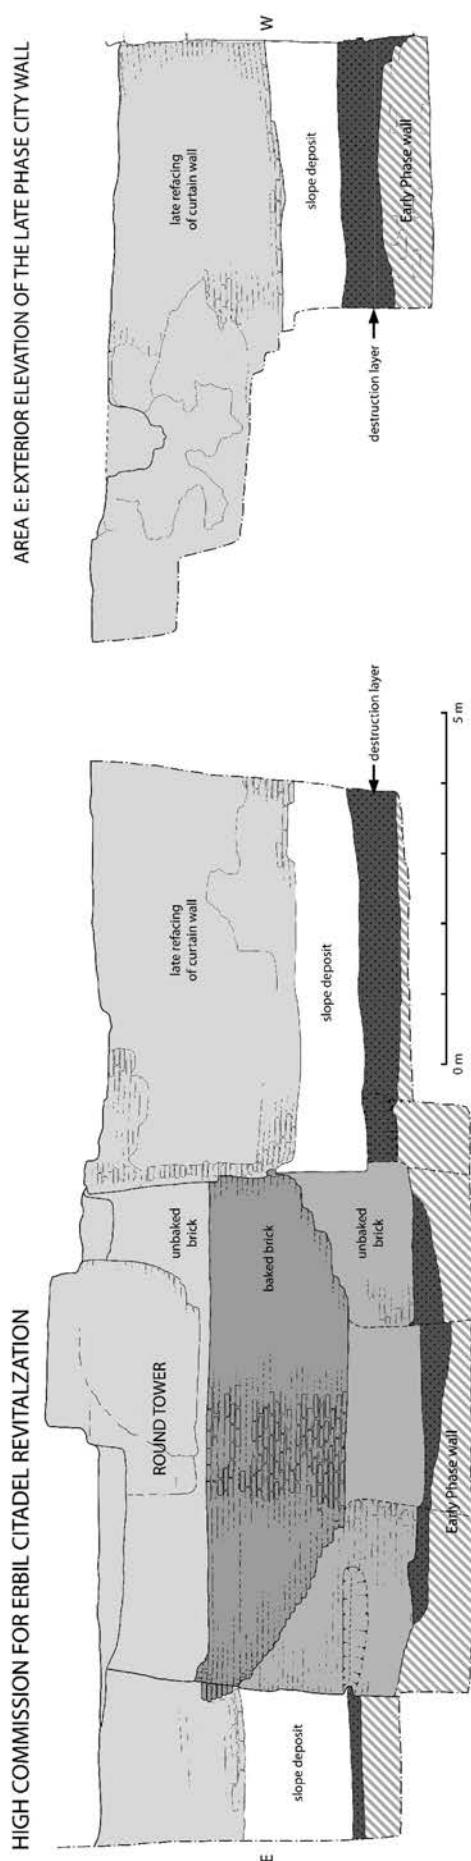 HIGH COMMISSION FOR ERBIL CITADEL REVITALZATION
AREA E: EXTERIOR ELEVATION OF THE LATE PHASE CITY WALL
E
slope deposit
ROUND TOWER
unbaked brick
baked brick
unbaked
brick
Early Phase wall
late refacing
of curtain wall
slope deposit
destruction layer
0 m
5 m
late refacing
of curtain wall
slope deposit
destruction layer
Early Phase wall
W